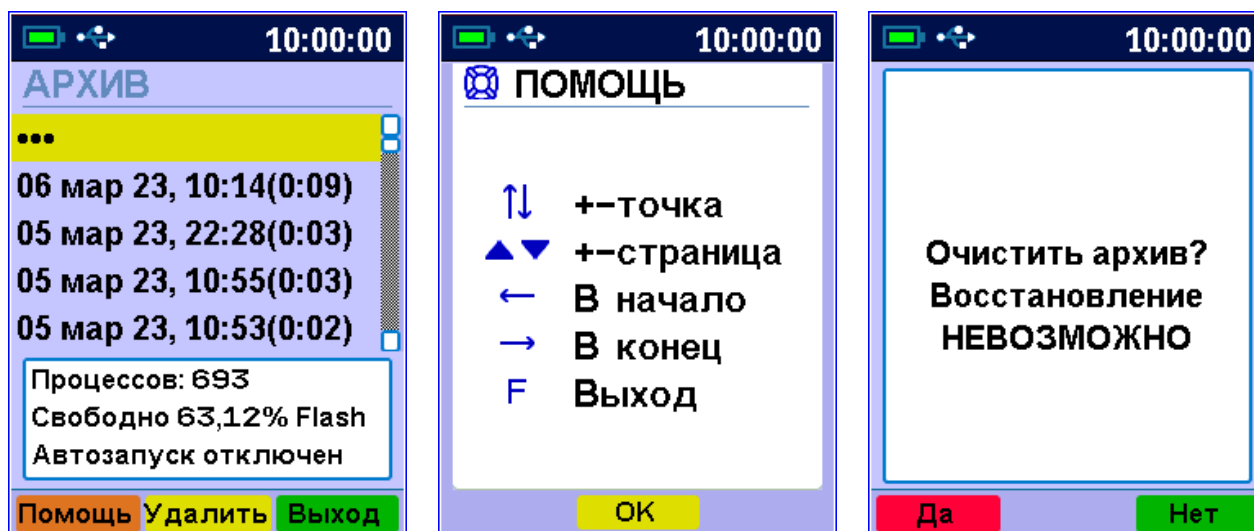 10:00:00
АРХИВ
•••
06 мар 23, 10:14(0:09)
05 мар 23, 22:28(0:03)
05 мар 23, 10:55(0:03)
05 мар 23, 10:53(0:02)
Процессов: 693
Свободно 63,12% Flash
Автозапуск отключен
Помощь Удалить Выход
10:00:00
ПОМОЩЬ
↑↓ +−точка
▲▼ +−страница
← В начало
→ В конец
F Выход
OK
10:00:00
Очистить архив?
Восстановление
НЕВОЗМОЖНО
Да Нет